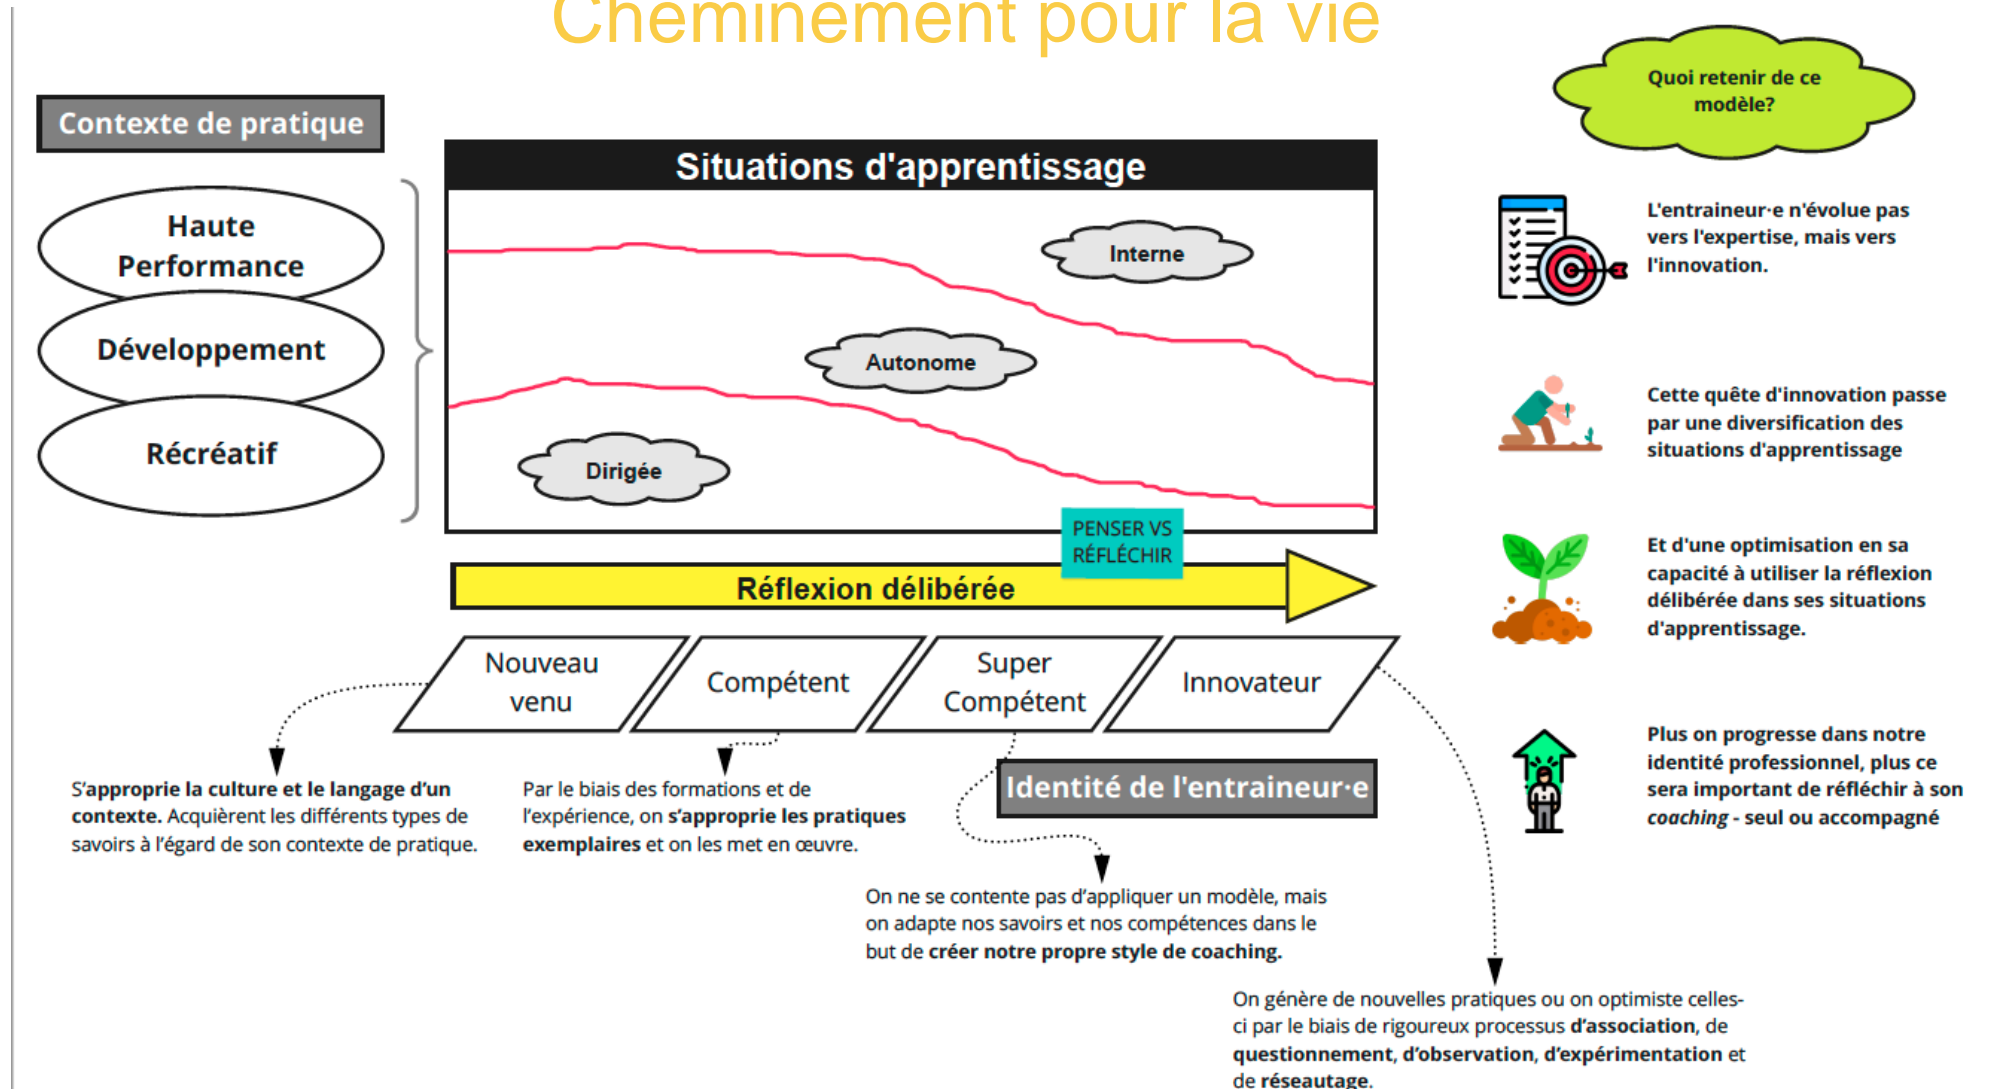 Cheminement pour la vie
Contexte de pratique
Haute
Performance
Développement
Récréatif
Situations d'apprentissage
Interne
Autonome
Dirigée
PENSER VS
RÉFLÉCHIR
Réflexion délibérée
Nouveau
venu
Compétent
Super
Compétent
Innovateur
Identité de l'entraineur·e
S’approprie la culture et le langage d’un
contexte. Acquièrent les différents types de
savoirs à l’égard de son contexte de pratique.
Par le biais des formations et de
l’expérience, on s’approprie les pratiques
exemplaires et on les met en œuvre.
On ne se contente pas d’appliquer un modèle, mais
on adapte nos savoirs et nos compétences dans le
but de créer notre propre style de coaching.
On génère de nouvelles pratiques ou on optimiste celles-
ci par le biais de rigoureux processus d’association, de
questionnement, d’observation, d’expérimentation et
de réseautage.
Quoi retenir de ce
modèle?
L'entraineur·e n'évolue pas
vers l'expertise, mais vers
l'innovation.
Cette quête d'innovation passe
par une diversification des
situations d'apprentissage
Et d'une optimisation en sa
capacité à utiliser la réflexion
délibérée dans ses situations
d'apprentissage.
Plus on progresse dans notre
identité professionnel, plus ce
sera important de réfléchir à son
coaching - seul ou accompagné